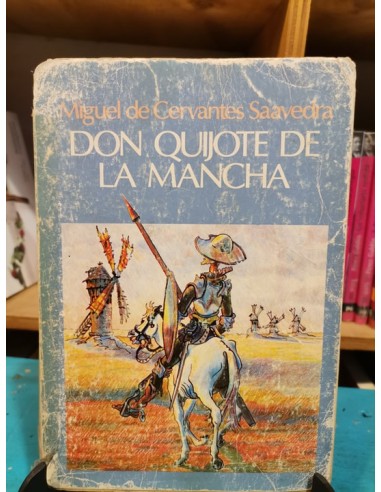 Miguel de Cervantes Saavedra
DON QUIJOTE DE
LA MANCHA